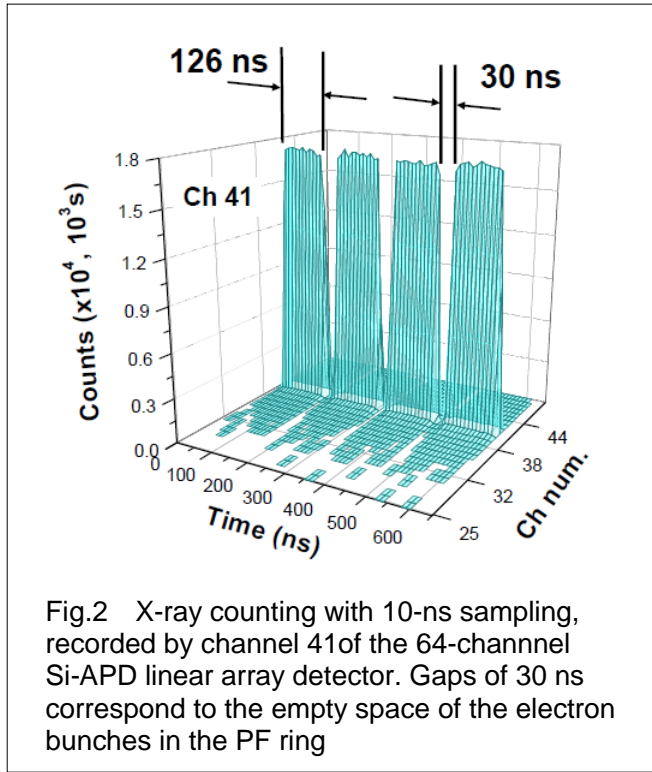 126 ns
30 ns
1.8
Ch 41
1.5
1.2
0.9
0.6
0.3
0.0
Counts (x10⁴, 10³s)
0
100
200
300
400
500
600
Time (ns)
25
32
38
44
Ch num.
Fig.2 X-ray counting with 10-ns sampling,
recorded by channel 41of the 64-channnel
Si-APD linear array detector. Gaps of 30 ns
correspond to the empty space of the electron
bunches in the PF ring